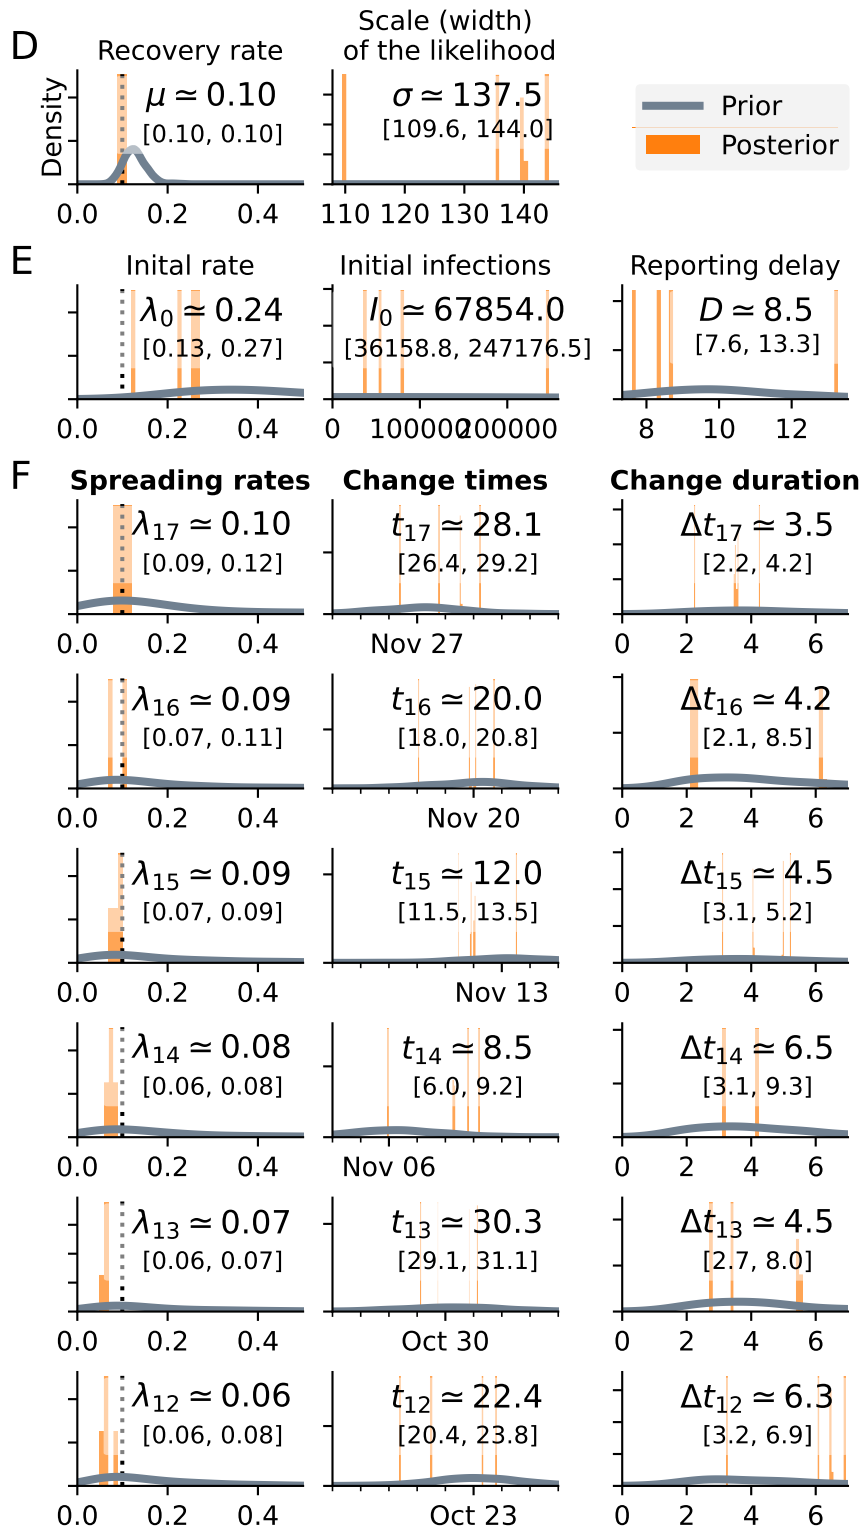 D
Recovery rate
Scale (width)
of the likelihood
Density
μ ≃ 0.10
[0.10, 0.10]
σ ≃ 137.5
[109.6, 144.0]
Prior
Posterior
0.0 0.2 0.4
110 120 130 140
E
Inital rate
Initial infections
Reporting delay
λ0 ≃ 0.24
[0.13, 0.27]
I0 ≃ 67854.0
[36158.8, 247176.5]
D ≃ 8.5
[7.6, 13.3]
0.0 0.2 0.4
0 100000 200000
8 10 12
F
Spreading rates
Change times
Change duration
λ17 ≃ 0.10
[0.09, 0.12]
t17 ≃ 28.1
[26.4, 29.2]
Δt17 ≃ 3.5
[2.2, 4.2]
0.0 0.2 0.4
Nov 27
0 2 4 6
λ16 ≃ 0.09
[0.07, 0.11]
t16 ≃ 20.0
[18.0, 20.8]
Δt16 ≃ 4.2
[2.1, 8.5]
0.0 0.2 0.4
Nov 20
0 2 4 6
λ15 ≃ 0.09
[0.07, 0.09]
t15 ≃ 12.0
[11.5, 13.5]
Δt15 ≃ 4.5
[3.1, 5.2]
0.0 0.2 0.4
Nov 13
0 2 4 6
λ14 ≃ 0.08
[0.06, 0.08]
t14 ≃ 8.5
[6.0, 9.2]
Δt14 ≃ 6.5
[3.1, 9.3]
0.0 0.2 0.4
Nov 06
0 2 4 6
λ13 ≃ 0.07
[0.06, 0.07]
t13 ≃ 30.3
[29.1, 31.1]
Δt13 ≃ 4.5
[2.7, 8.0]
0.0 0.2 0.4
Oct 30
0 2 4 6
λ12 ≃ 0.06
[0.06, 0.08]
t12 ≃ 22.4
[20.4, 23.8]
Δt12 ≃ 6.3
[3.2, 6.9]
0.0 0.2 0.4
Oct 23
0 2 4 6